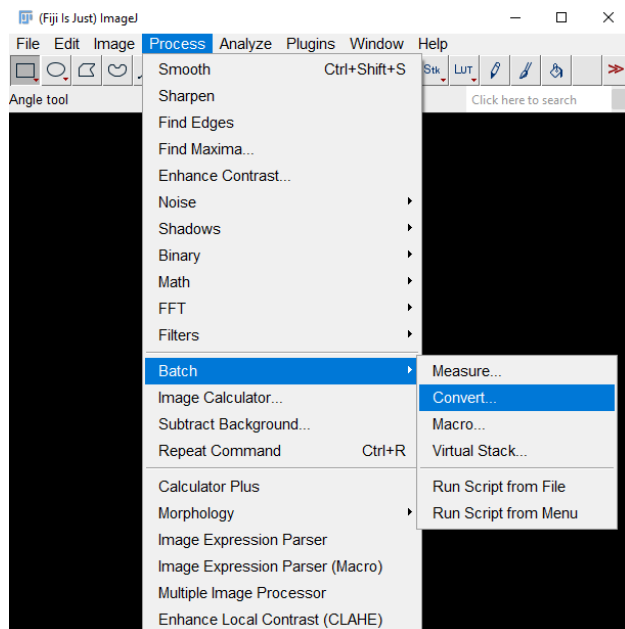 (Fiji Is Just) ImageJ
File Edit Image Process Analyze Plugins Window Help
Stk LUT
Angle tool
Click here to search
Smooth Ctrl+Shift+S
Sharpen
Find Edges
Find Maxima...
Enhance Contrast...
Noise
Shadows
Binary
Math
FFT
Filters
Batch
Image Calculator...
Subtract Background...
Repeat Command Ctrl+R
Calculator Plus
Morphology
Image Expression Parser
Image Expression Parser (Macro)
Multiple Image Processor
Enhance Local Contrast (CLAHE)
Measure...
Convert...
Macro...
Virtual Stack...
Run Script from File
Run Script from Menu